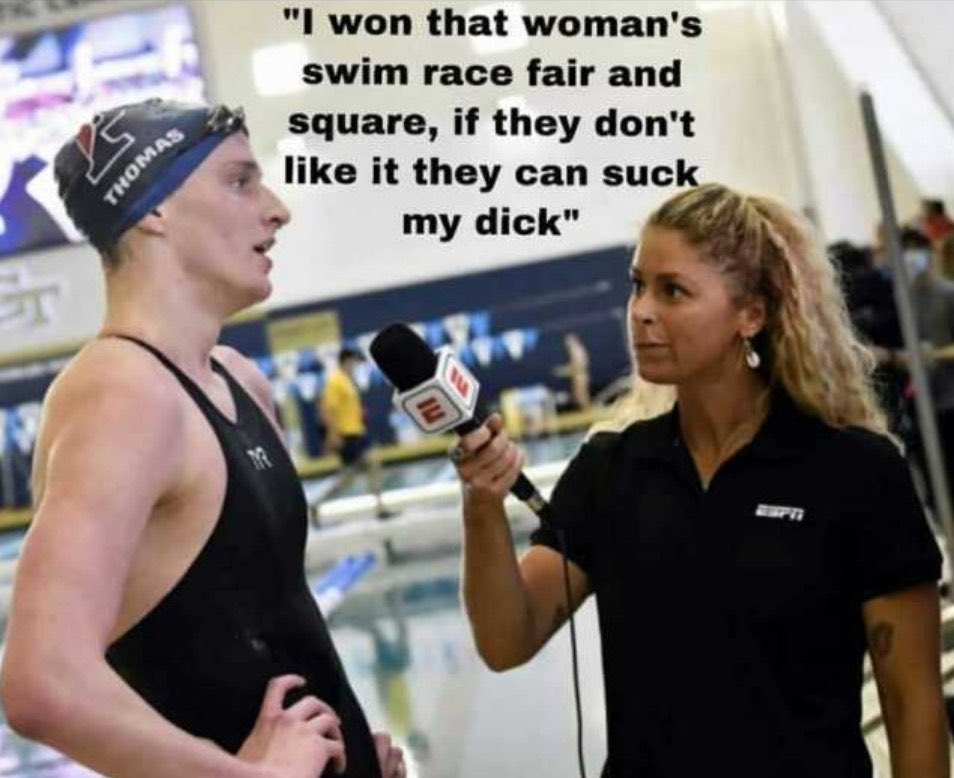 "I won that woman's
swim race fair and
square, if they don't
like it they can suck
my dick"
THOMAS
TYR
ESPN